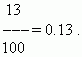 13/100 = 0.13.